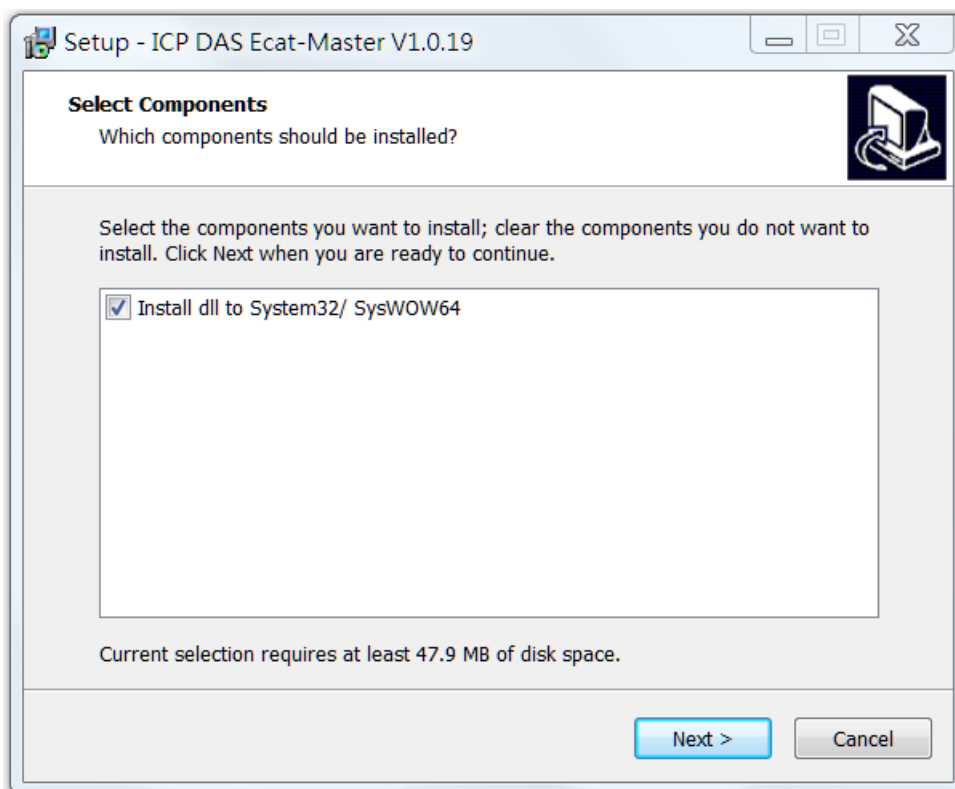 Setup - ICP DAS Ecat-Master V1.0.19
Select Components
Which components should be installed?
Select the components you want to install; clear the components you do not want to
install. Click Next when you are ready to continue.
Install dll to System32/ SysWOW64
Current selection requires at least 47.9 MB of disk space.
Next >
Cancel